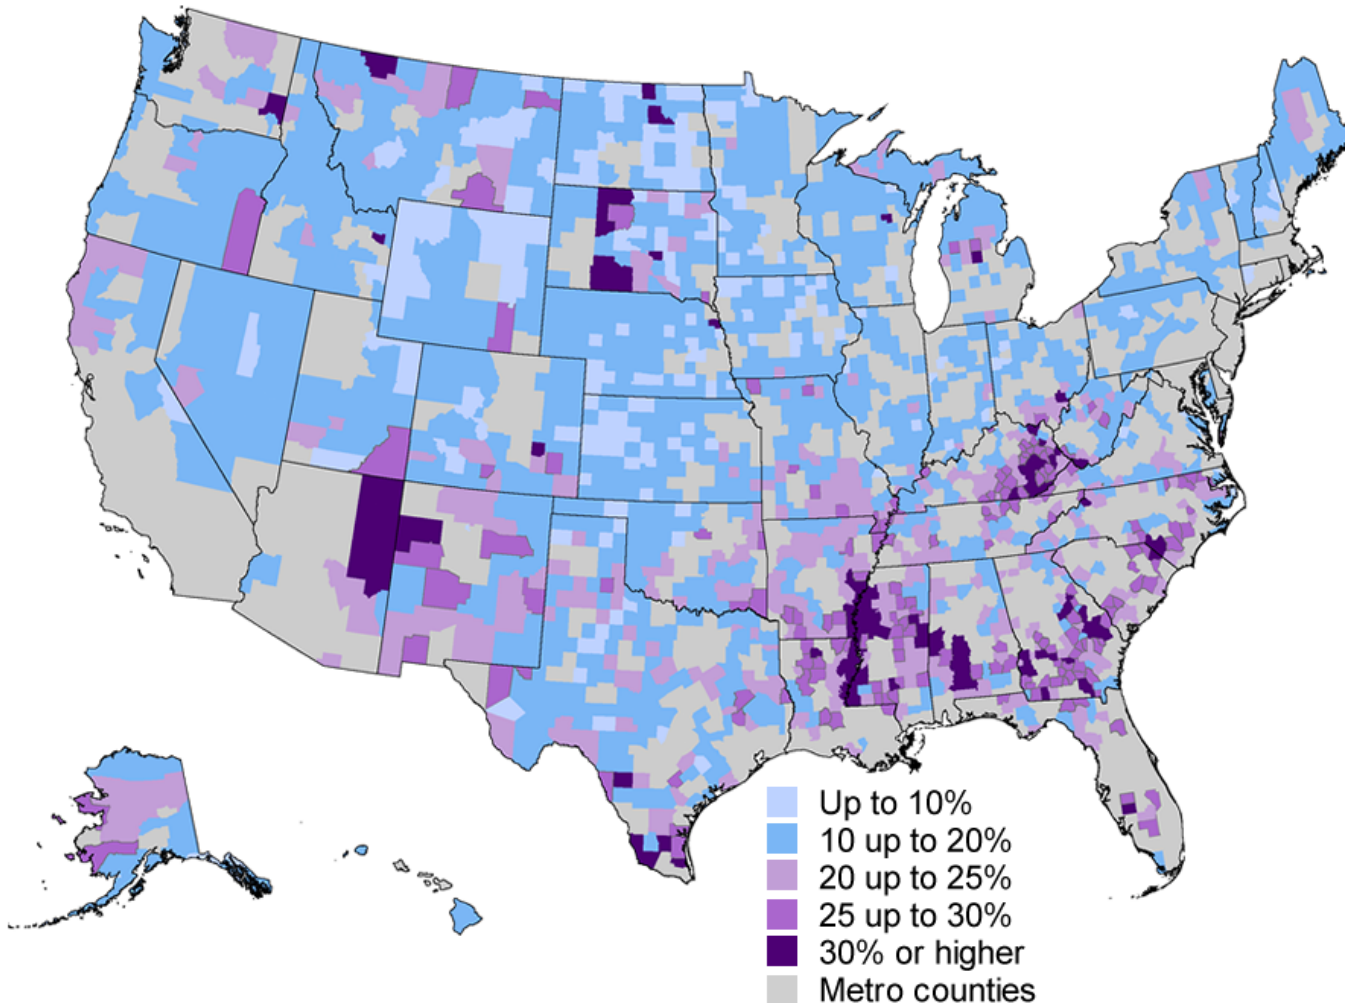 Up to 10%
10 up to 20%
20 up to 25%
25 up to 30%
30% or higher
Metro counties